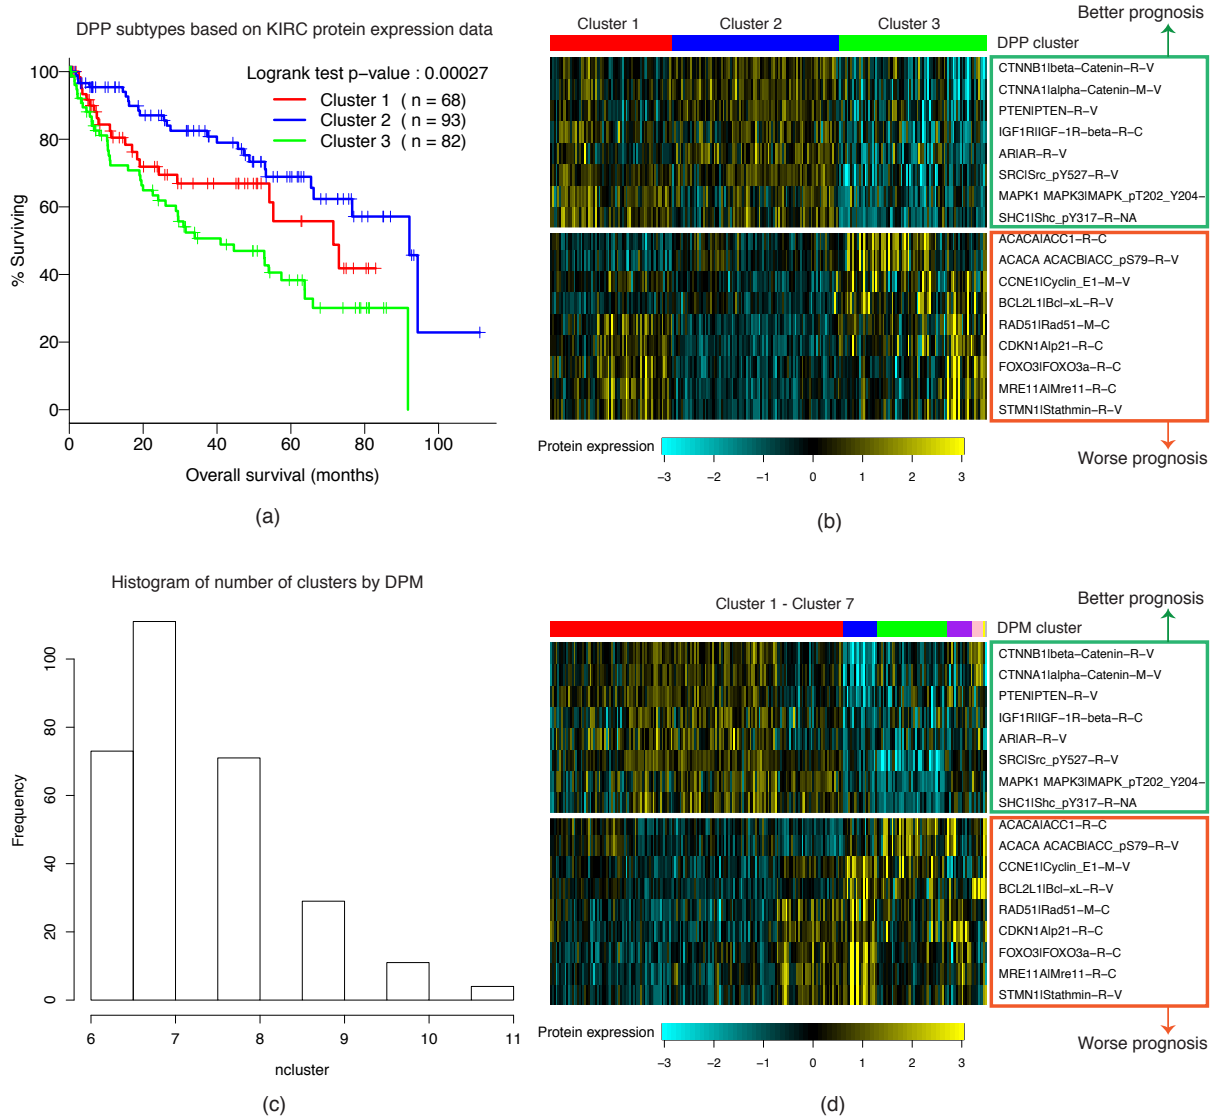 DPP subtypes based on KIRC protein expression data
Logrank test p-value : 0.00027
Cluster 1 ( n = 68)
Cluster 2 ( n = 93)
Cluster 3 ( n = 82)
% Surviving
100
80
60
40
20
0
0 20 40 60 80 100
Overall survival (months)
(a)
Better prognosis
Cluster 1 Cluster 2 Cluster 3
DPP cluster
CTNNB1|beta-Catenin-R-V
CTNNA1|alpha-Catenin-M-V
PTEN|PTEN-R-V
IGF1R|IGF-1R-beta-R-C
AR|AR-R-V
SRC|Src_pY527-R-V
MAPK1 MAPK3|MAPK_pT202_Y204-
SHC1|Shc_pY317-R-NA
ACACA|ACC1-R-C
ACACA ACACB|ACC_pS79-R-V
CCNE1|Cyclin_E1-M-V
BCL2L1|Bcl-xL-R-V
RAD51|Rad51-M-C
CDKN1A|p21-R-C
FOXO3|FOXO3a-R-C
MRE11A|Mre11-R-C
STMN1|Stathmin-R-V
Protein expression
-3 -2 -1 0 1 2 3
Worse prognosis
(b)
Histogram of number of clusters by DPM
Frequency
100
80
60
40
20
0
6 7 8 9 10 11
ncluster
(c)
Better prognosis
Cluster 1 - Cluster 7
DPM cluster
CTNNB1|beta-Catenin-R-V
CTNNA1|alpha-Catenin-M-V
PTEN|PTEN-R-V
IGF1R|IGF-1R-beta-R-C
AR|AR-R-V
SRC|Src_pY527-R-V
MAPK1 MAPK3|MAPK_pT202_Y204-
SHC1|Shc_pY317-R-NA
ACACA|ACC1-R-C
ACACA ACACB|ACC_pS79-R-V
CCNE1|Cyclin_E1-M-V
BCL2L1|Bcl-xL-R-V
RAD51|Rad51-M-C
CDKN1A|p21-R-C
FOXO3|FOXO3a-R-C
MRE11A|Mre11-R-C
STMN1|Stathmin-R-V
Protein expression
-3 -2 -1 0 1 2 3
Worse prognosis
(d)